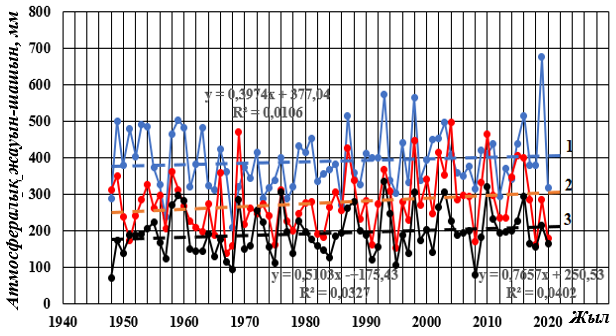 Атмосфералық_жауын-шашын, мм
800
700
600
500
400
300
200
100
0
y = 0,3974x + 377,04
R² = 0,0106
1
2
3
y = 0,5103x + 175,43
R² = 0,0327
y = 0,7657x + 250,53
R² = 0,0402
1940 1950 1960 1970 1980 1990 2000 2010 2020
Жыл